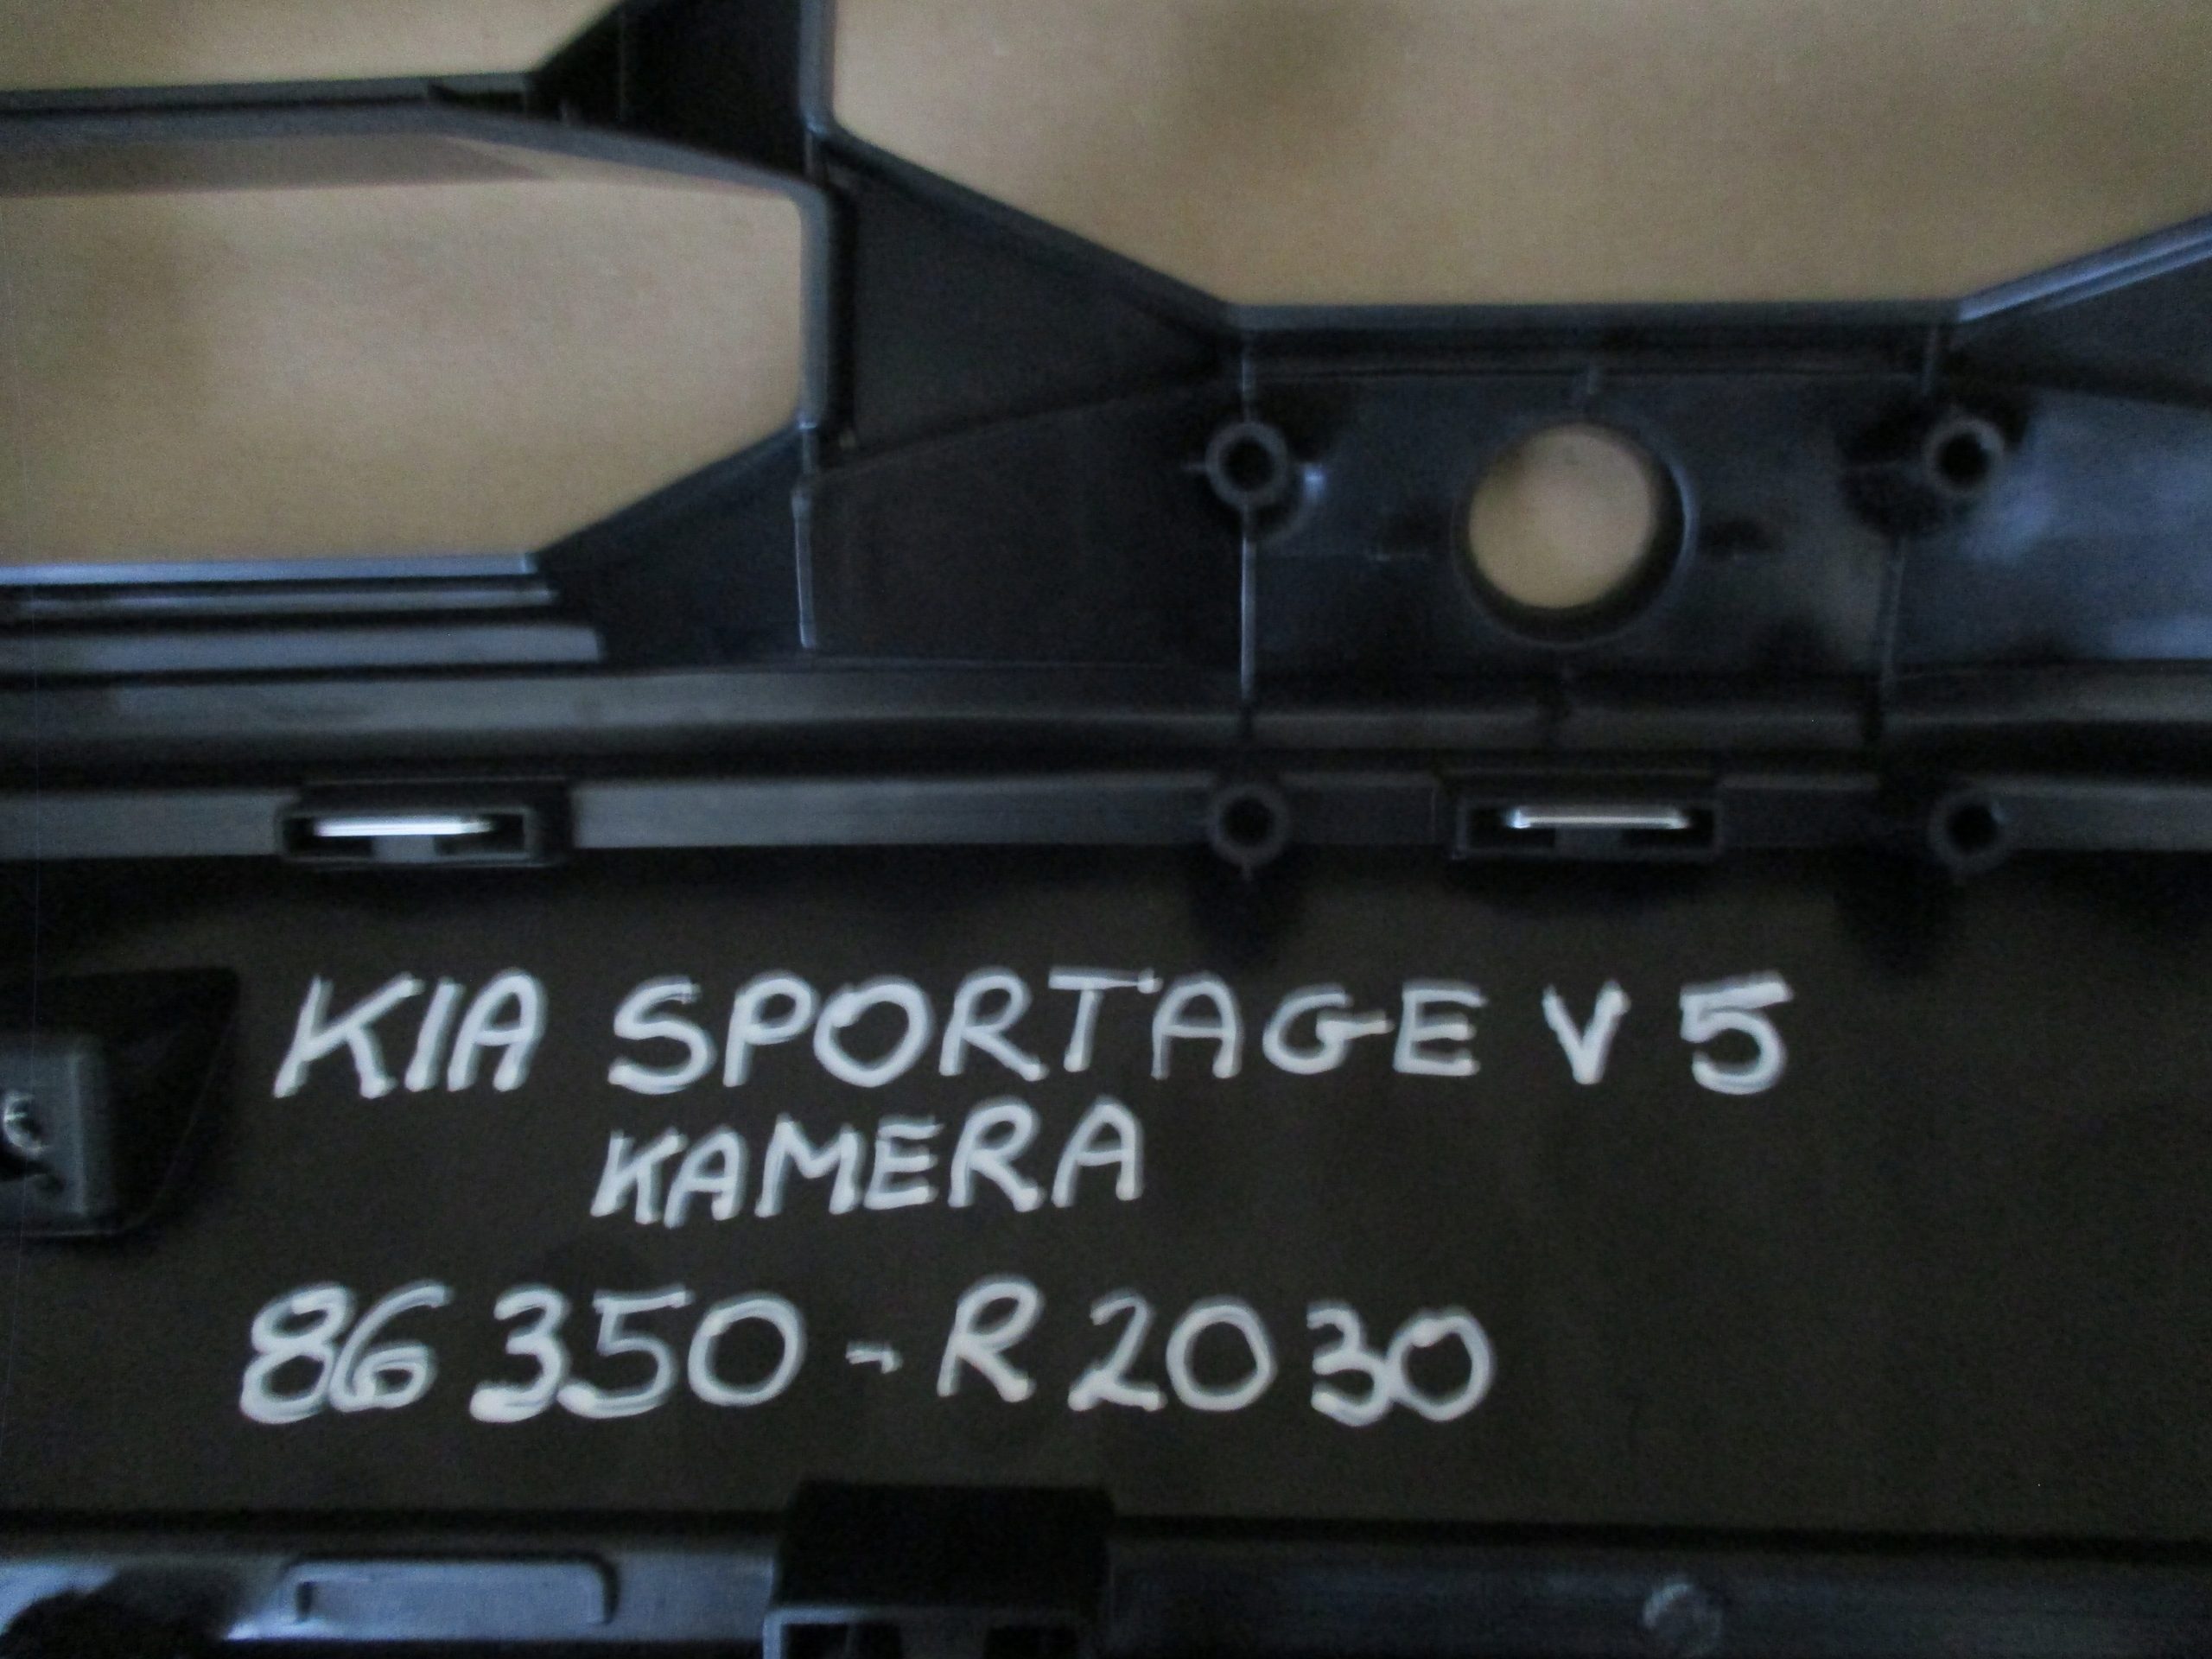 KIA SPORTAGE V 5
KAMERA
86350-R2030